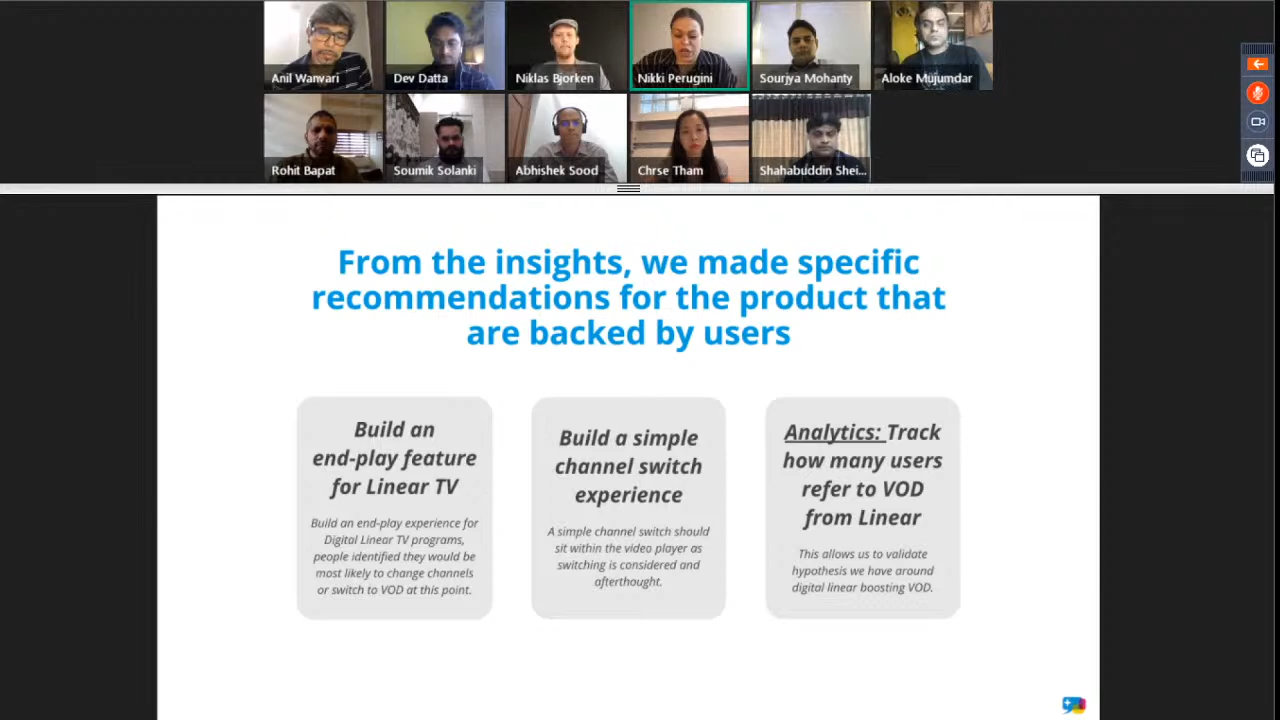 Anil Wanvari
Dev Datta
Niklas Bjorken
Nikki Perugini
Sourjya Mohanty
Aloke Mujumdar
Rohit Bapat
Soumik Solanki
Abhishek Sood
Chrse Tham
Shahabuddin Shei...
From the insights, we made specific
recommendations for the product that
are backed by users
Build an
end-play feature
for Linear TV
Build an end-play experience for
Digital Linear TV programs,
people identified they would be
most likely to change channels
or switch to VOD at this point.
Build a simple
channel switch
experience
A simple channel switch should
sit within the video player as
switching is considered and
afterthought.
Analytics: Track
how many users
refer to VOD
from Linear
This allows us to validate
hypothesis we have around
digital linear boosting VOD.